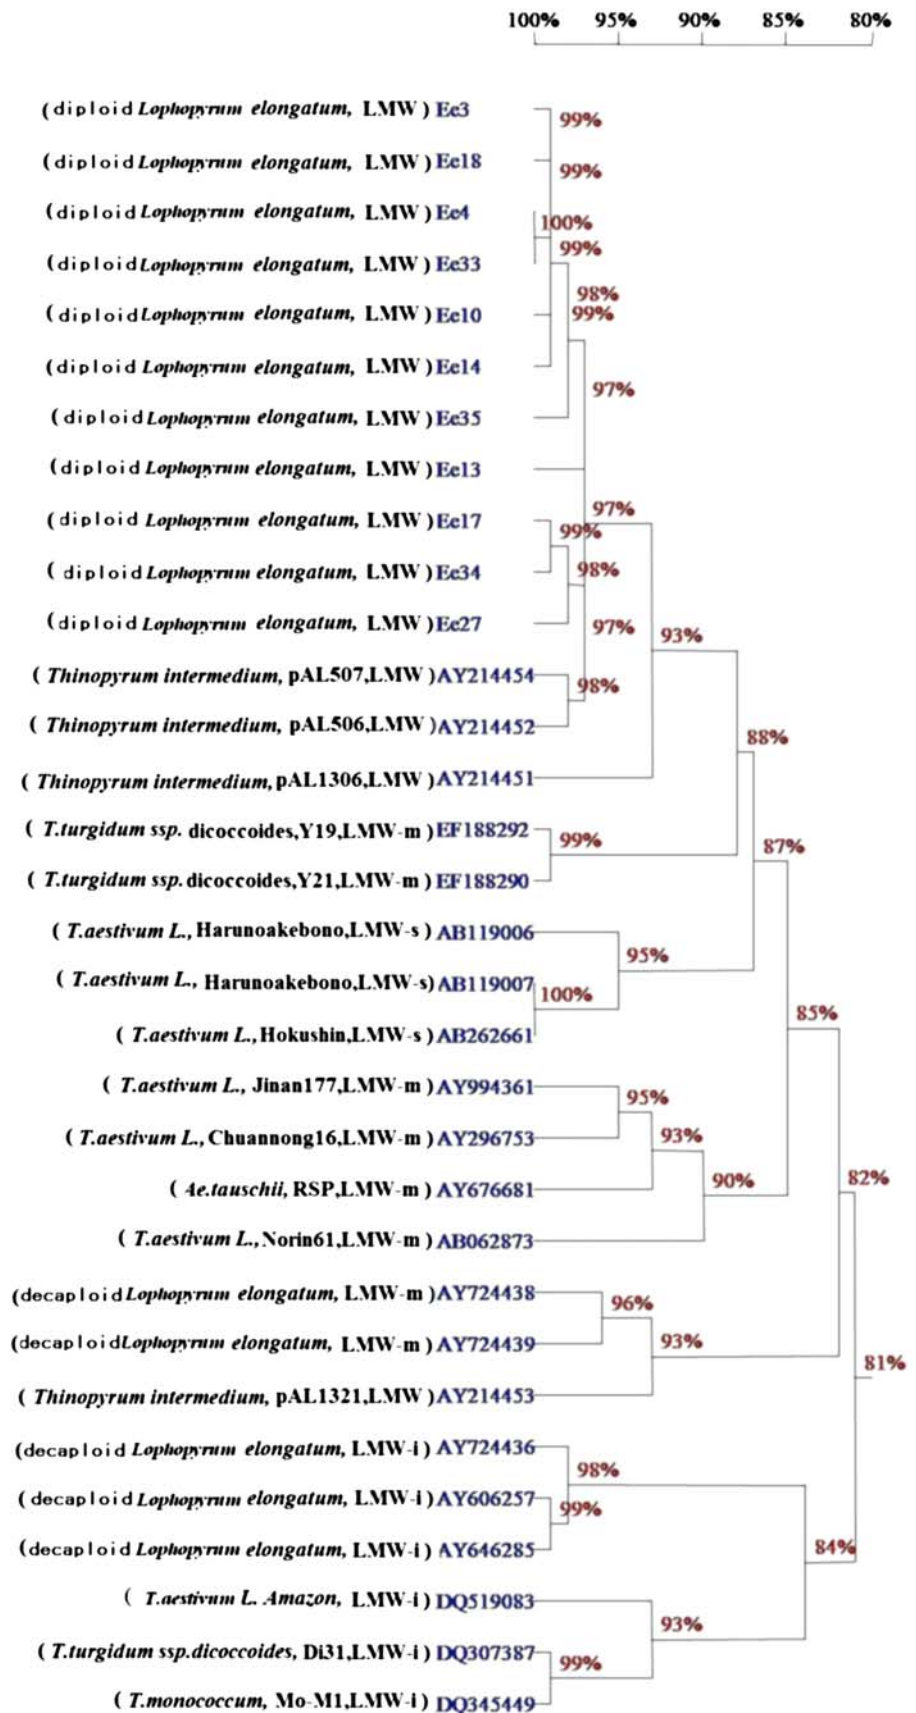 100% 95% 90% 85% 80%
(diploid Lophopyrum elongatum, LMW) Ee3
99%
(diploid Lophopyrum elongatum, LMW) Ee18
99%
(diploid Lophopyrum elongatum, LMW) Ee4
100%
99%
(diploid Lophopyrum elongatum, LMW) Ee33
98%
(diploid Lophopyrum elongatum, LMW) Ee10
99%
(diploid Lophopyrum elongatum, LMW) Ee14
97%
(diploid Lophopyrum elongatum, LMW) Ee35
(diploid Lophopyrum elongatum, LMW) Ee13
97%
(diploid Lophopyrum elongatum, LMW) Ee17
99%
(diploid Lophopyrum elongatum, LMW) Ee34
98%
(diploid Lophopyrum elongatum, LMW) Ee27
97%
93%
(Thinopyrum intermedium, pAL507,LMW) AY214454
98%
(Thinopyrum intermedium, pAL506,LMW) AY214452
88%
(Thinopyrum intermedium, pAL1306,LMW) AY214451
(T.turgidum ssp. dicoccoides,Y19,LMW-m) EF188292
99%
87%
(T.turgidum ssp. dicoccoides,Y21,LMW-m) EF188290
(T.aestivum L., Harunoakebono,LMW-s) AB119006
95%
(T.aestivum L., Harunoakebono,LMW-s) AB119007
100%
85%
(T.aestivum L., Hokushin,LMW-s) AB262661
(T.aestivum L., Jinan177,LMW-m) AY994361
95%
(T.aestivum L., Chuannong16,LMW-m) AY296753
93%
(Ae.tauschii, RSP,LMW-m) AY676681
90%
82%
(T.aestivum L.,Norin61,LMW-m) AB062873
(decaploid Lophopyrum elongatum, LMW-m) AY724438
96%
(decaploid Lophopyrum elongatum, LMW-m) AY724439
93%
81%
(Thinopyrum intermedium, pAL1321,LMW) AY214453
(decaploid Lophopyrum elongatum, LMW-i) AY724436
98%
(decaploid Lophopyrum elongatum, LMW-i) AY606257
99%
(decaploid Lophopyrum elongatum, LMW-i) AY646285
84%
(T.aestivum L. Amazon, LMW-i) DQ519083
93%
(T.turgidum ssp.dicoccoides, Di31,LMW-i) DQ307387
99%
(T.monococcum, Mo-M1,LMW-i) DQ345449